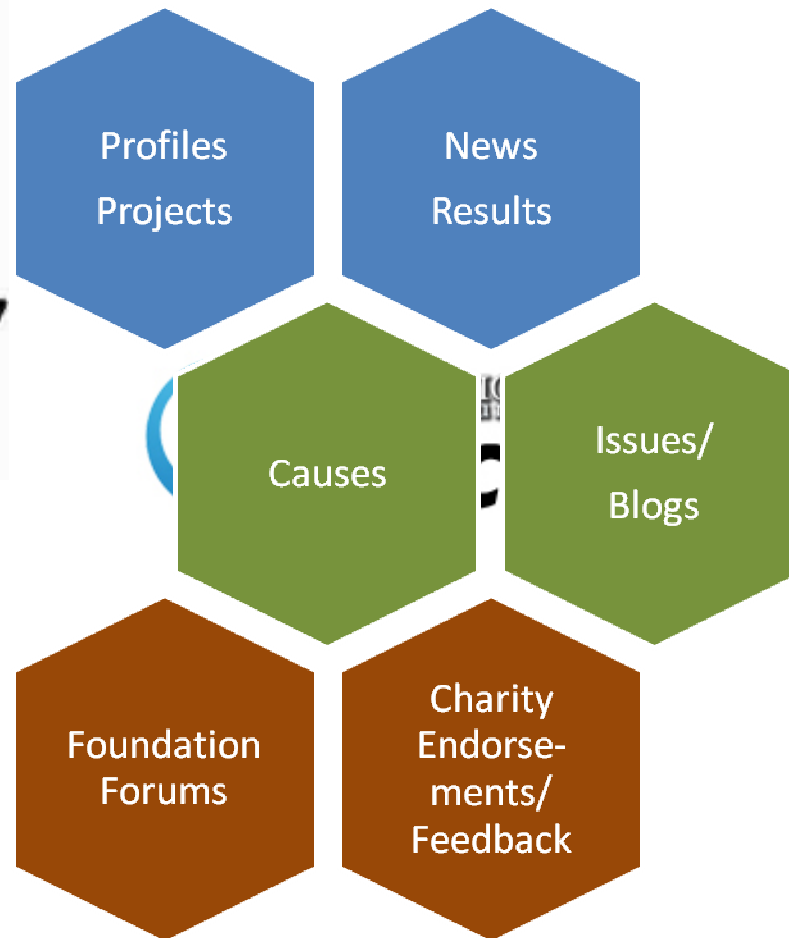 Profiles
Projects
News
Results
Causes
Issues/
Blogs
Foundation
Forums
Charity
Endorse-
ments/
Feedback